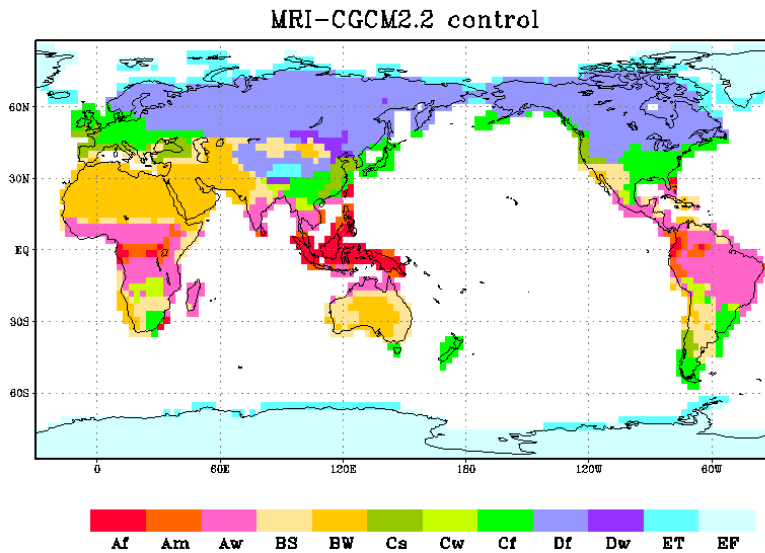 MRI-CGCM2.2 control
60N
30N
EQ
30S
60S
0 60E 120E 180 120W 60W
Af Am Aw BS BW Cs Cw Cf Df Dw ET EF